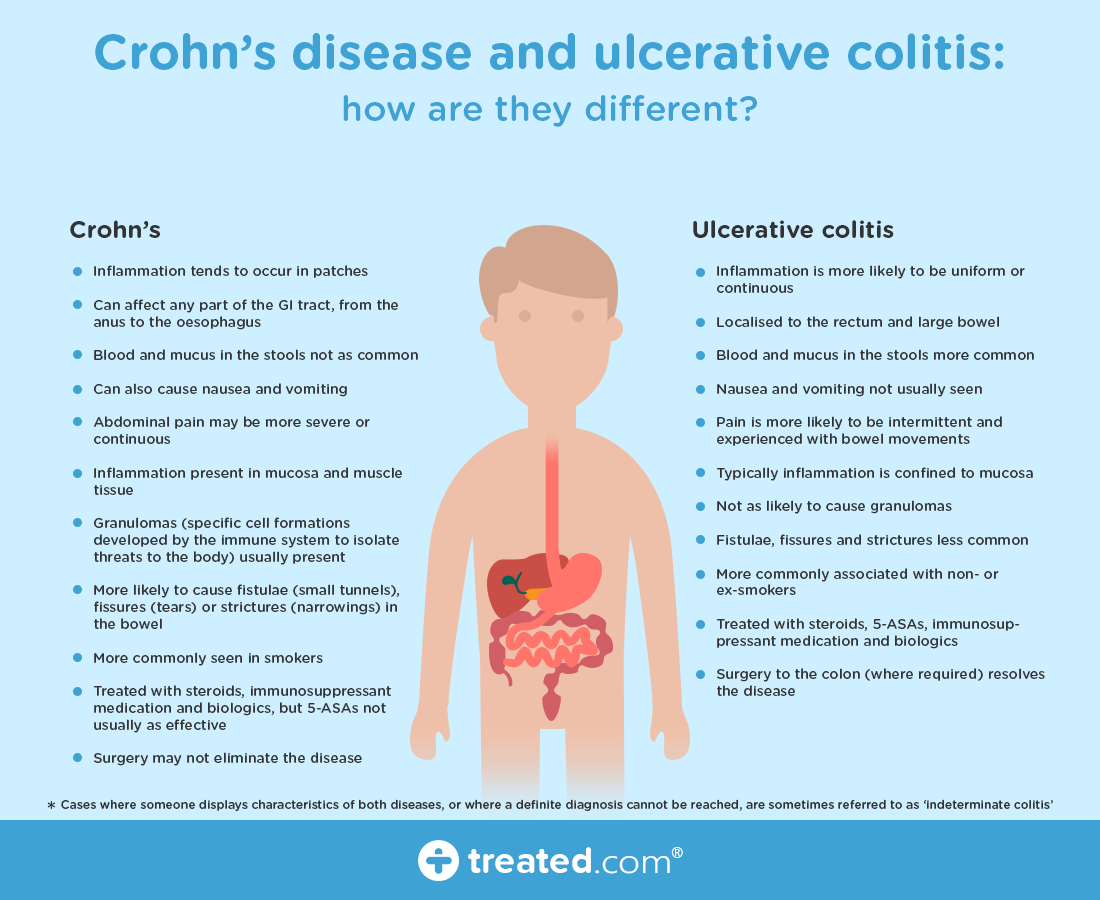 Crohn’s disease and ulcerative colitis:
how are they different?
Crohn’s
Inflammation tends to occur in patches
Can affect any part of the GI tract, from the
anus to the oesophagus
Blood and mucus in the stools not as common
Can also cause nausea and vomiting
Abdominal pain may be more severe or
continuous
Inflammation present in mucosa and muscle
tissue
Granulomas (specific cell formations
developed by the immune system to isolate
threats to the body) usually present
More likely to cause fistulae (small tunnels),
fissures (tears) or strictures (narrowings) in
the bowel
More commonly seen in smokers
Treated with steroids, immunosuppressant
medication and biologics, but 5-ASAs not
usually as effective
Surgery may not eliminate the disease
Ulcerative colitis
Inflammation is more likely to be uniform or
continuous
Localised to the rectum and large bowel
Blood and mucus in the stools more common
Nausea and vomiting not usually seen
Pain is more likely to be intermittent and
experienced with bowel movements
Typically inflammation is confined to mucosa
Not as likely to cause granulomas
Fistulae, fissures and strictures less common
More commonly associated with non- or
ex-smokers
Treated with steroids, 5-ASAs, immunosup-
pressant medication and biologics
Surgery to the colon (where required) resolves
the disease
* Cases where someone displays characteristics of both diseases, or where a definite diagnosis cannot be reached, are sometimes referred to as ‘indeterminate colitis’
treated.com®